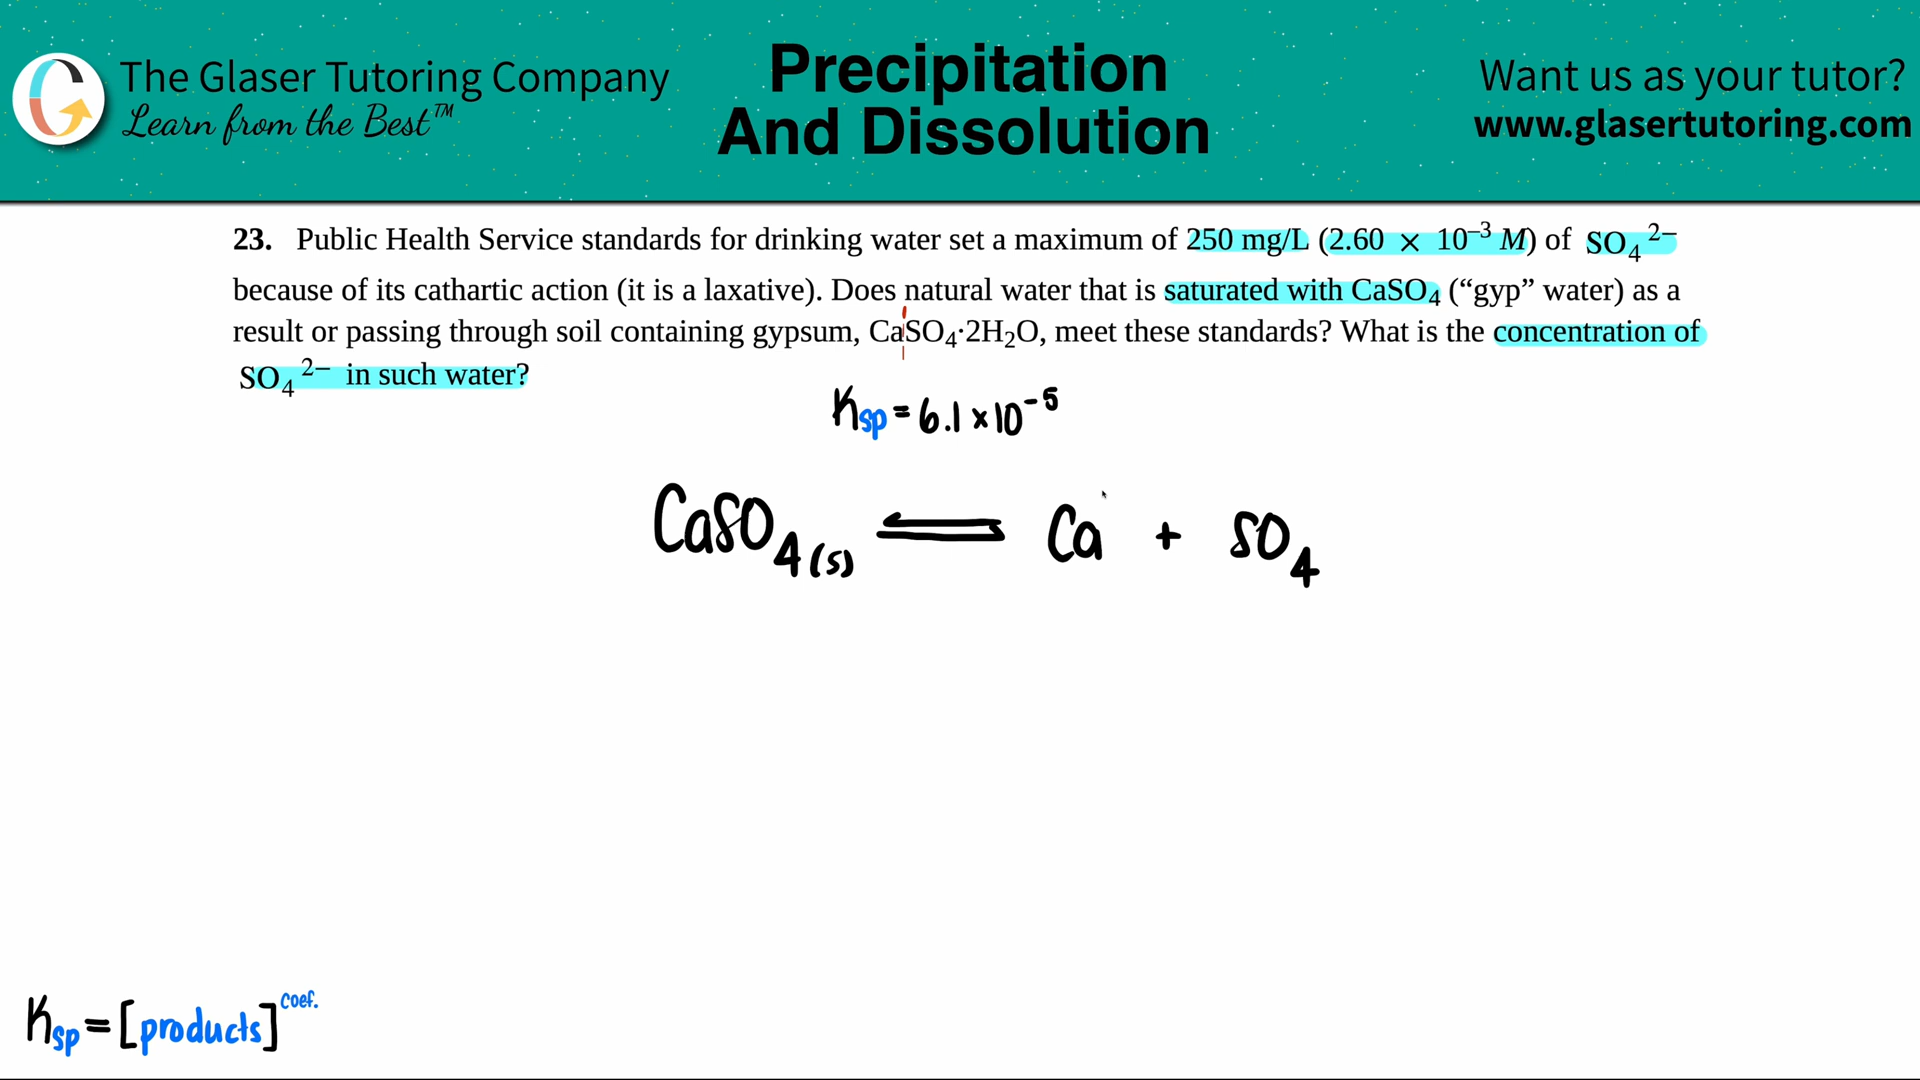 The Glaser Tutoring Company
Learn from the Best™
Precipitation
And Dissolution
Want us as your tutor?
www.glasertutoring.com
23. Public Health Service standards for drinking water set a maximum of 250 mg/L (2.60 × 10⁻³ M) of SO₄²⁻
because of its cathartic action (it is a laxative). Does natural water that is saturated with CaSO₄ (“gyp” water) as a
result or passing through soil containing gypsum, CaSO₄·2H₂O, meet these standards? What is the concentration of
SO₄²⁻ in such water?
Ksp = 6.1 × 10⁻⁵
CaSO₄(s) ⇌ Ca + SO₄
Ksp = [products]^coef.